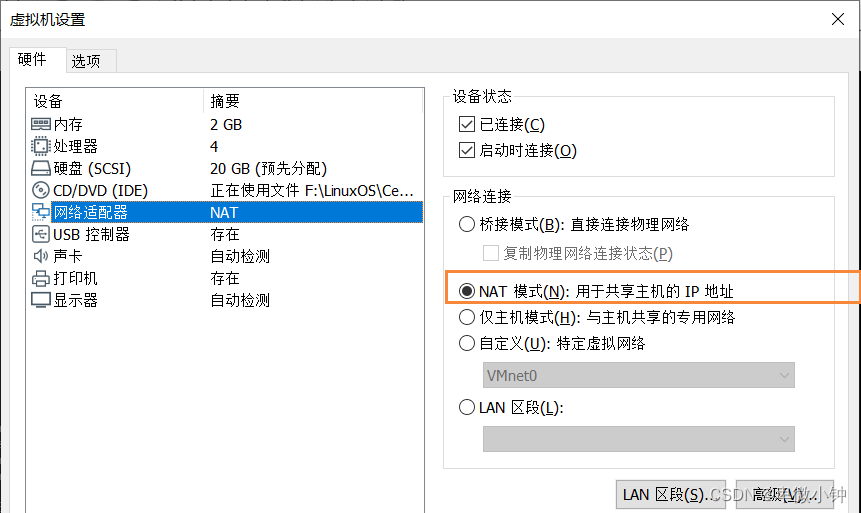 虚拟机设置
硬件 选项
设备 摘要
内存 2 GB
处理器 4
硬盘 (SCSI) 20 GB (预先分配)
CD/DVD (IDE) 正在使用文件 F:\LinuxOS\Ce...
网络适配器 NAT
USB 控制器 存在
声卡 自动检测
打印机 存在
显示器 自动检测
设备状态
已连接(C)
启动时连接(O)
网络连接
桥接模式(B): 直接连接物理网络
复制物理网络连接状态(P)
NAT 模式(N): 用于共享主机的 IP 地址
仅主机模式(H): 与主机共享的专用网络
自定义(U): 特定虚拟网络
VMnet0
LAN 区段(L):
LAN 区段(S)... 高级(V)...